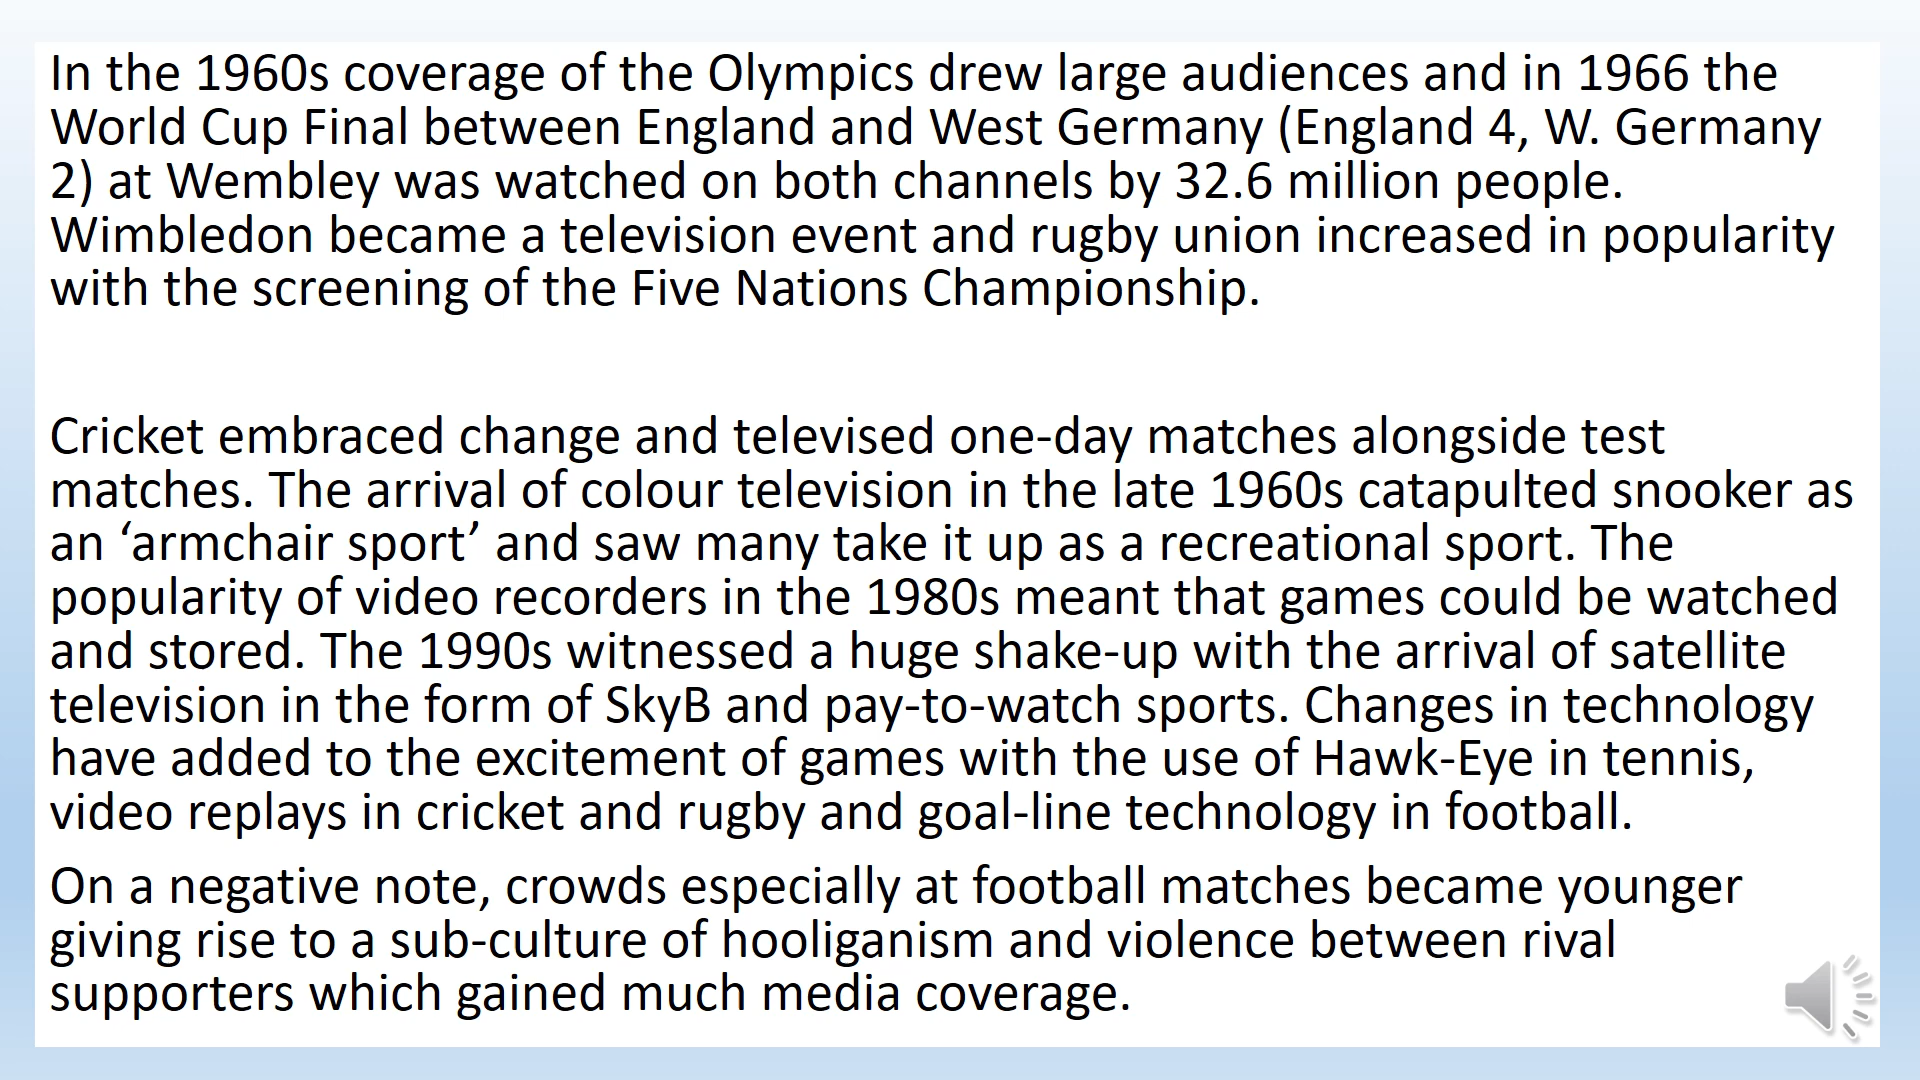 In the 1960s coverage of the Olympics drew large audiences and in 1966 the
World Cup Final between England and West Germany (England 4, W. Germany
2) at Wembley was watched on both channels by 32.6 million people.
Wimbledon became a television event and rugby union increased in popularity
with the screening of the Five Nations Championship.
Cricket embraced change and televised one-day matches alongside test
matches. The arrival of colour television in the late 1960s catapulted snooker as
an ‘armchair sport’ and saw many take it up as a recreational sport. The
popularity of video recorders in the 1980s meant that games could be watched
and stored. The 1990s witnessed a huge shake-up with the arrival of satellite
television in the form of SkyB and pay-to-watch sports. Changes in technology
have added to the excitement of games with the use of Hawk-Eye in tennis,
video replays in cricket and rugby and goal-line technology in football.
On a negative note, crowds especially at football matches became younger
giving rise to a sub-culture of hooliganism and violence between rival
supporters which gained much media coverage.